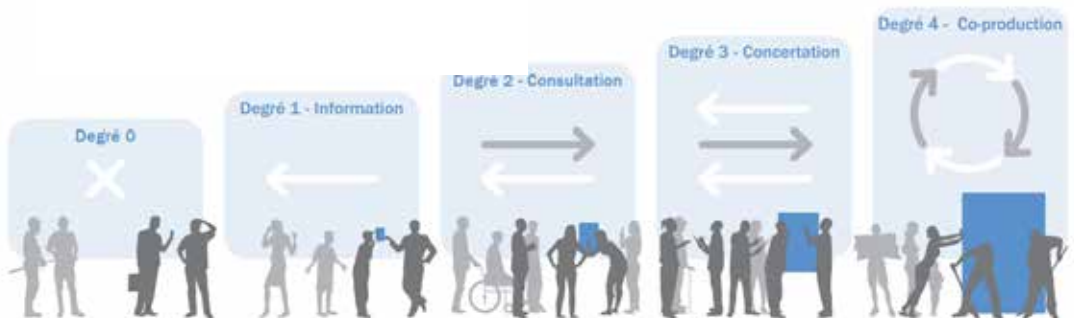 Degré 0
Degré 1 - Information
Degré 2 - Consultation
Degré 3 - Concertation
Degré 4 - Co-production